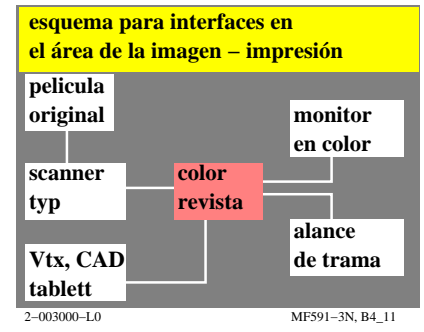 esquema para interfaces en
el área de la imagen – impresión
pelicula
original
monitor
en color
scanner
typ
color
revista
alance
de trama
Vtx, CAD
tablett
2–003000–L0
MF591–3N, B4_11